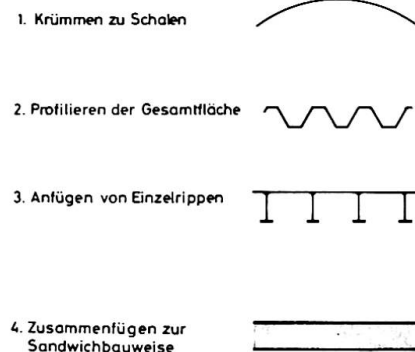 1. Krümmen zu Schalen
2. Profilieren der Gesamtfläche
3. Anfügen von Einzelrippen
4. Zusammenfügen zur
Sandwichbauweise